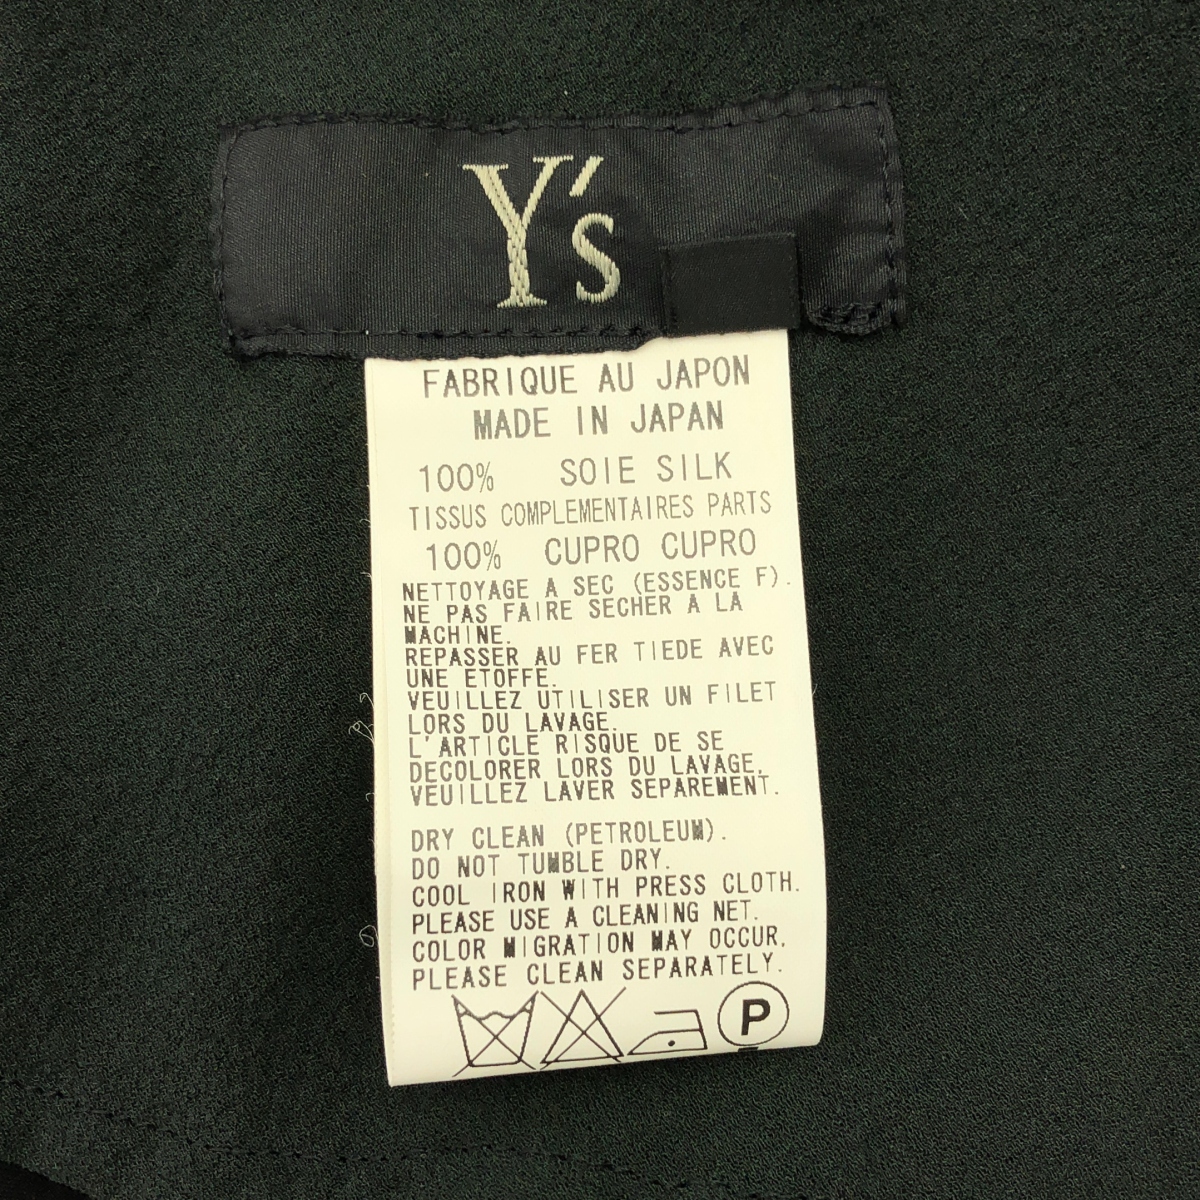 Y's
FABRIQUE AU JAPON
MADE IN JAPAN
100% SOIE SILK
TISSUS COMPLEMENTAIRES PARTS
100% CUPRO CUPRO
NETTOYAGE A SEC (ESSENCE F).
NE PAS FAIRE SECHER A LA
MACHINE.
REPASSER AU FER TIEDE AVEC
UNE ETOFFE.
VEUILLEZ UTILISER UN FILET
LORS DU LAVAGE.
L'ARTICLE RISQUE DE SE
DECOLORER LORS DU LAVAGE,
VEUILLEZ LAVER SEPAREMENT.
DRY CLEAN (PETROLEUM).
DO NOT TUMBLE DRY.
COOL IRON WITH PRESS CLOTH.
PLEASE USE A CLEANING NET.
COLOR MIGRATION MAY OCCUR,
PLEASE CLEAN SEPARATELY.
P